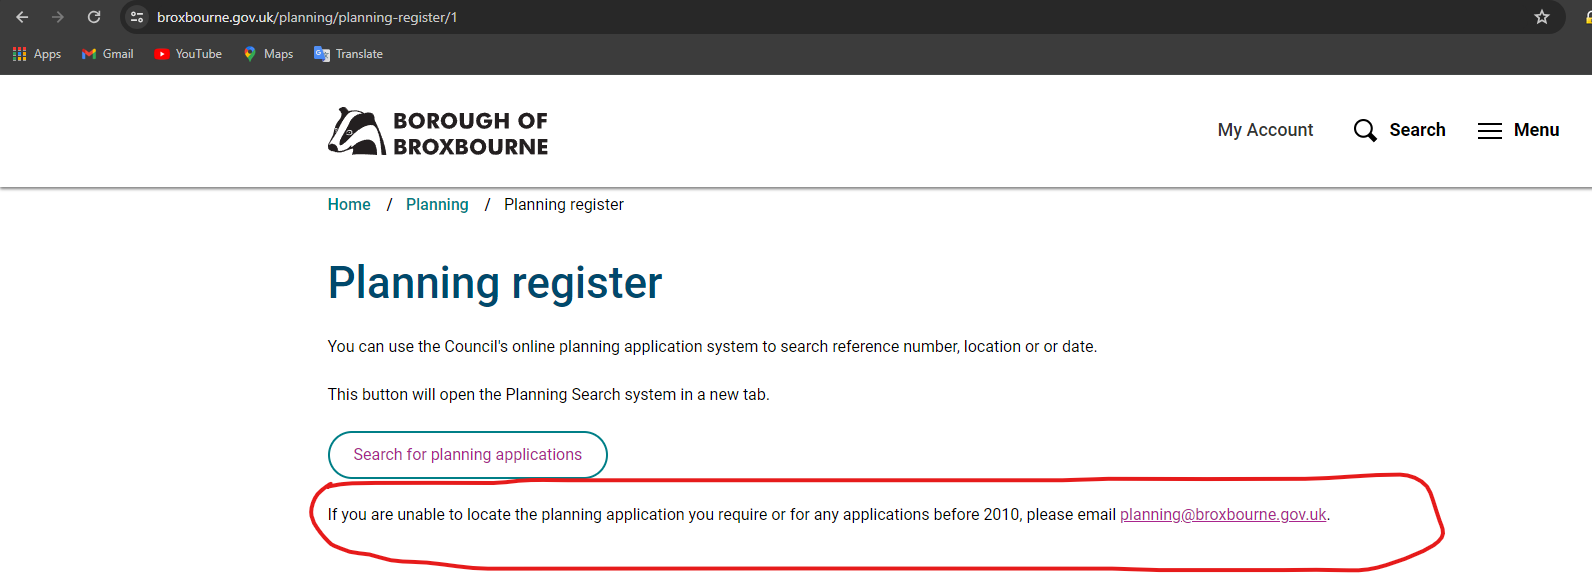 broxbourne.gov.uk/planning/planning-register/1
Apps Gmail YouTube Maps Translate
BOROUGH OF
BROXBOURNE
My Account Search Menu
Home / Planning / Planning register
Planning register
You can use the Council's online planning application system to search reference number, location or or date.
This button will open the Planning Search system in a new tab.
Search for planning applications
If you are unable to locate the planning application you require or for any applications before 2010, please email planning@broxbourne.gov.uk.